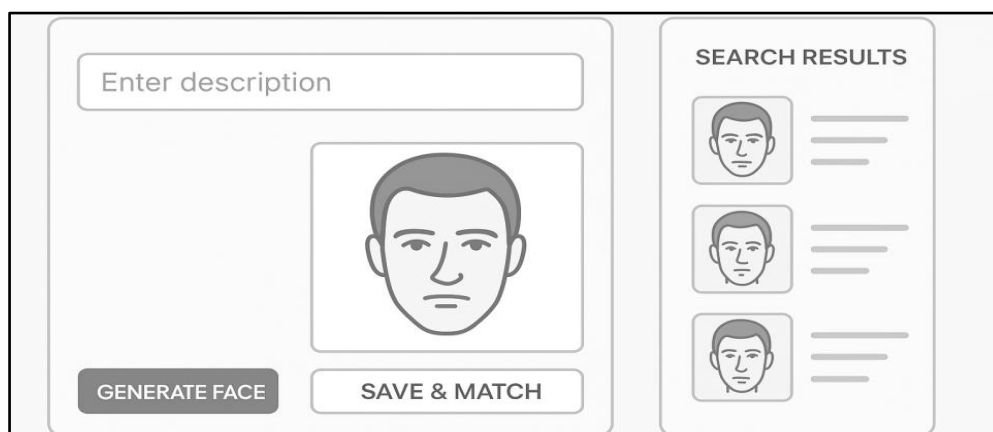 Enter description
GENERATE FACE
SAVE & MATCH
SEARCH RESULTS